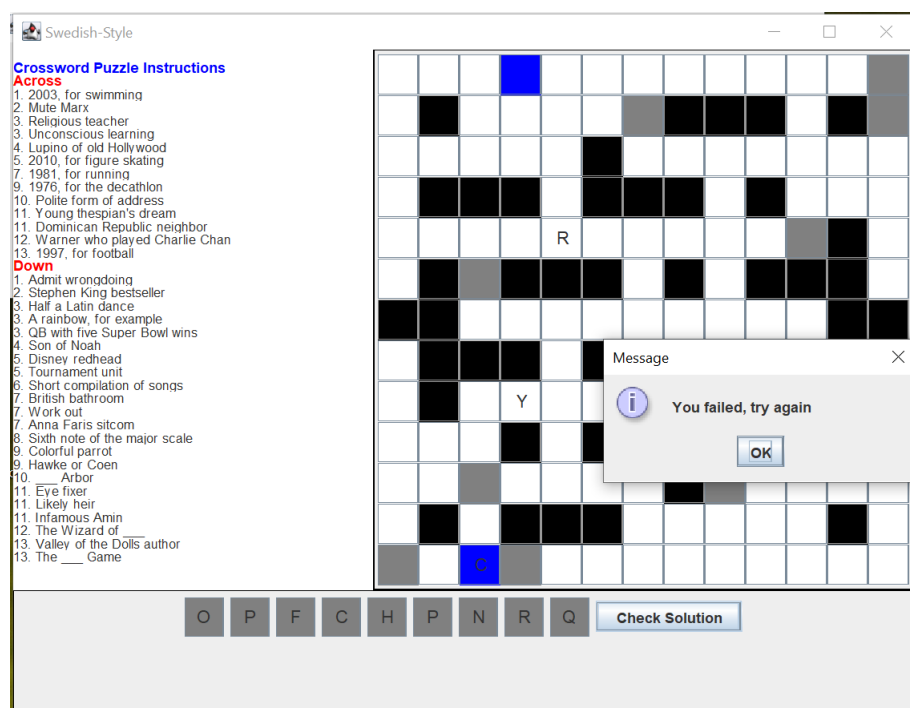 Swedish-Style
Crossword Puzzle Instructions
Across
1. 2003, for swimming
2. Mute Marx
3. Religious teacher
3. Unconscious learning
4. Lupino of old Hollywood
5. 2010, for figure skating
7. 1981, for running
9. 1976, for the decathlon
10. Polite form of address
11. Young thespian's dream
11. Dominican Republic neighbor
12. Warner who played Charlie Chan
13. 1997, for football
Down
1. Admit wrongdoing
2. Stephen King bestseller
3. Half a Latin dance
3. A rainbow, for example
3. QB with five Super Bowl wins
4. Son of Noah
5. Disney redhead
5. Tournament unit
6. Short compilation of songs
7. British bathroom
7. Work out
7. Anna Faris sitcom
8. Sixth note of the major scale
9. Colorful parrot
9. Hawke or Coen
10. ___ Arbor
11. Eye fixer
11. Likely heir
11. Infamous Amin
12. The Wizard of ___
13. Valley of the Dolls author
13. The ___ Game
R
Y
C
Message
You failed, try again
OK
O P F C H P N R Q Check Solution